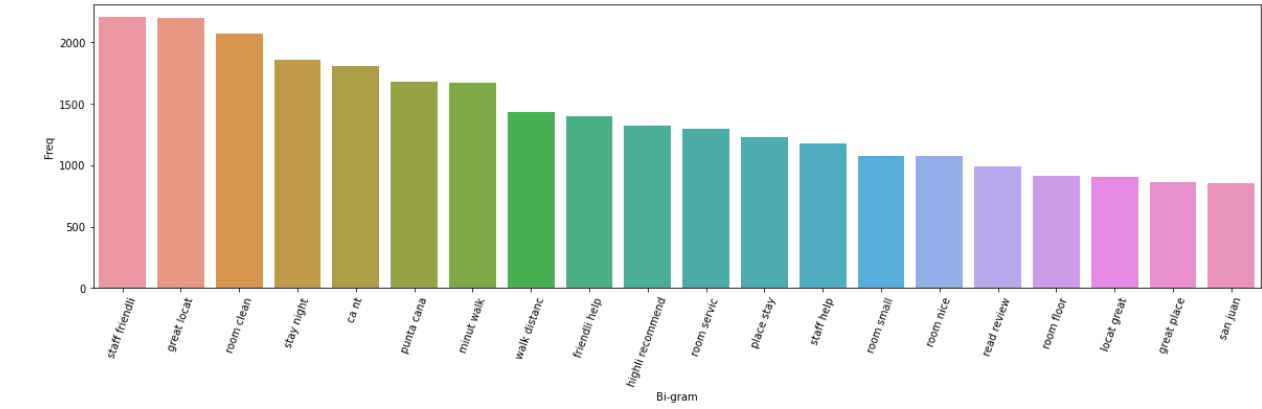 Freq
2000
1500
1000
500
0
staff friendli
great locat
room clean
stay night
ca nt
punta cana
minut walk
walk distanc
friendli help
highli recommend
room servic
place stay
staff help
room small
room nice
read review
room floor
locat great
great place
san juan
Bi-gram